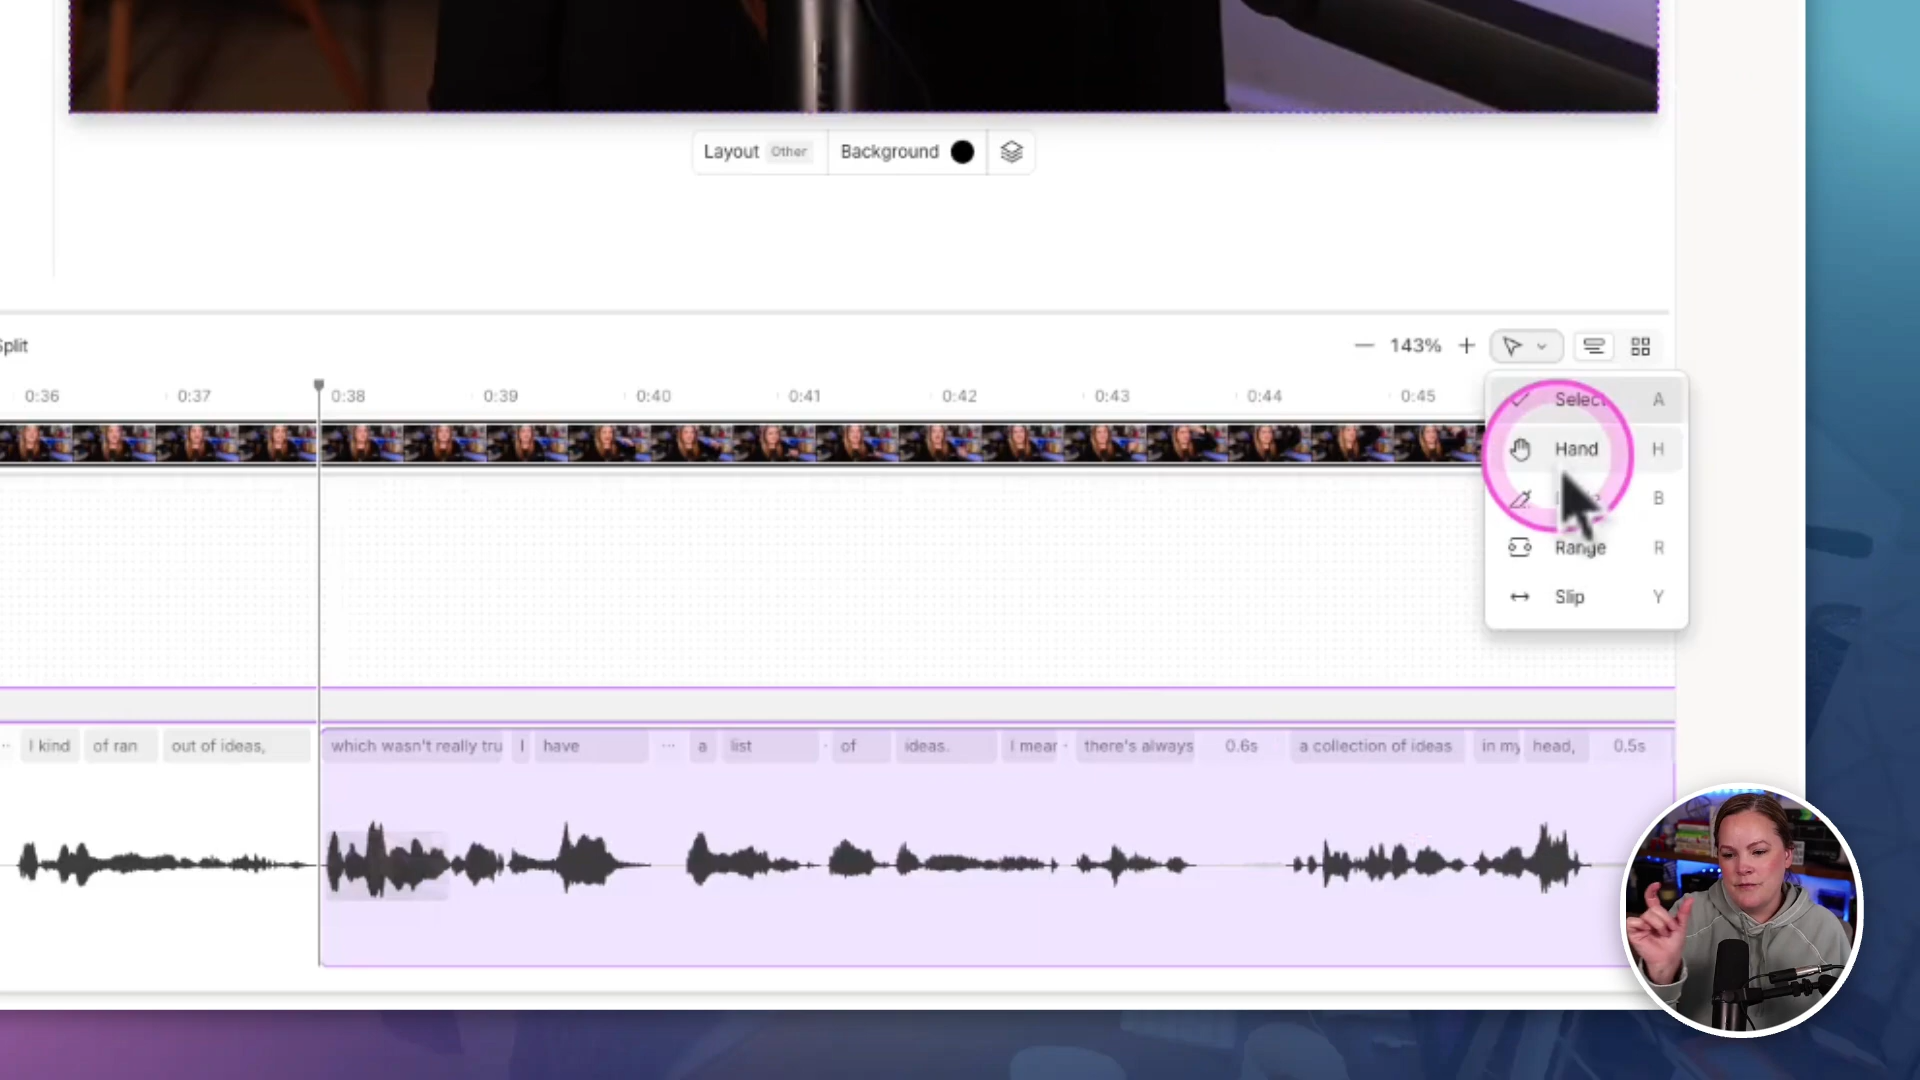 Layout Other Background
Split
143%
0:36 0:37 0:38 0:39 0:40 0:41 0:42 0:43 0:44 0:45
Select A
Hand H
B
Range R
Slip Y
I kind of ran out of ideas, which wasn't really tru I have ... a list · of ideas. I mear · there's always 0.6s a collection of ideas in my head, 0.5s